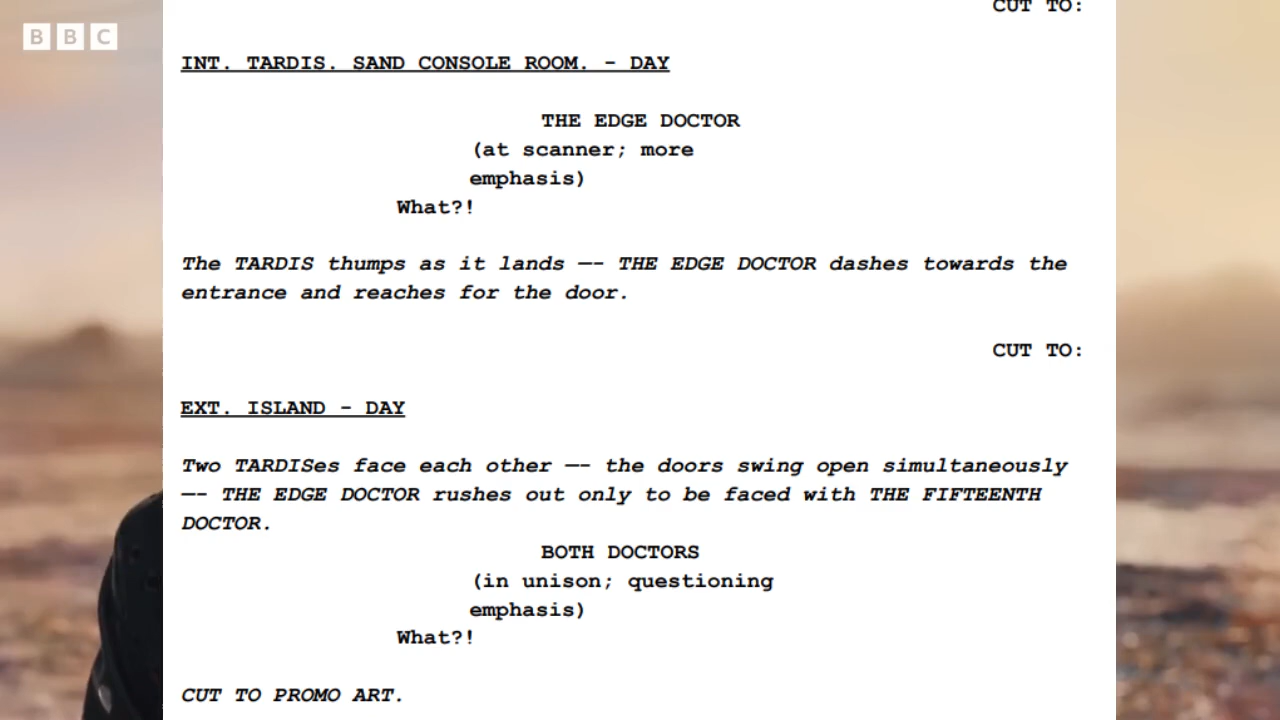 BBC
CUT TO:
INT. TARDIS. SAND CONSOLE ROOM. - DAY
THE EDGE DOCTOR
(at scanner; more
emphasis)
What?!
The TARDIS thumps as it lands —- THE EDGE DOCTOR dashes towards the
entrance and reaches for the door.
CUT TO:
EXT. ISLAND - DAY
Two TARDISes face each other —- the doors swing open simultaneously
—- THE EDGE DOCTOR rushes out only to be faced with THE FIFTEENTH
DOCTOR.
BOTH DOCTORS
(in unison; questioning
emphasis)
What?!
CUT TO PROMO ART.